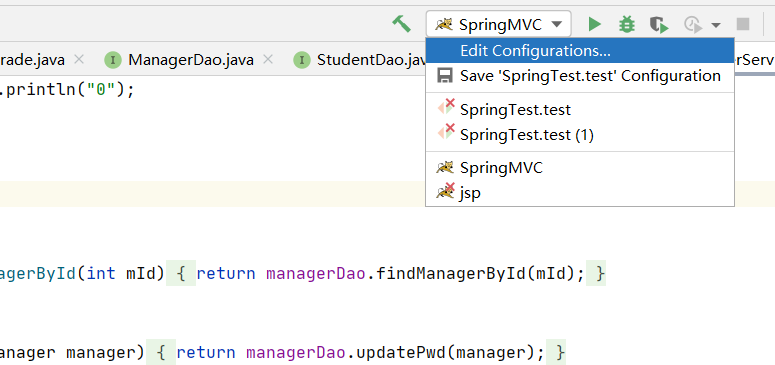 SpringMVC
Edit Configurations...
rade.java ManagerDao.java StudentDao.jav erServ
.println("0");
Save 'SpringTest.test' Configuration
SpringTest.test
SpringTest.test (1)
SpringMVC
jsp
agerById(int mId) { return managerDao.findManagerById(mId); }
anager manager) { return managerDao.updatePwd(manager); }